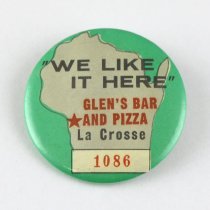 "WE LIKE
IT HERE"
GLEN'S BAR
AND PIZZA
La Crosse
1086